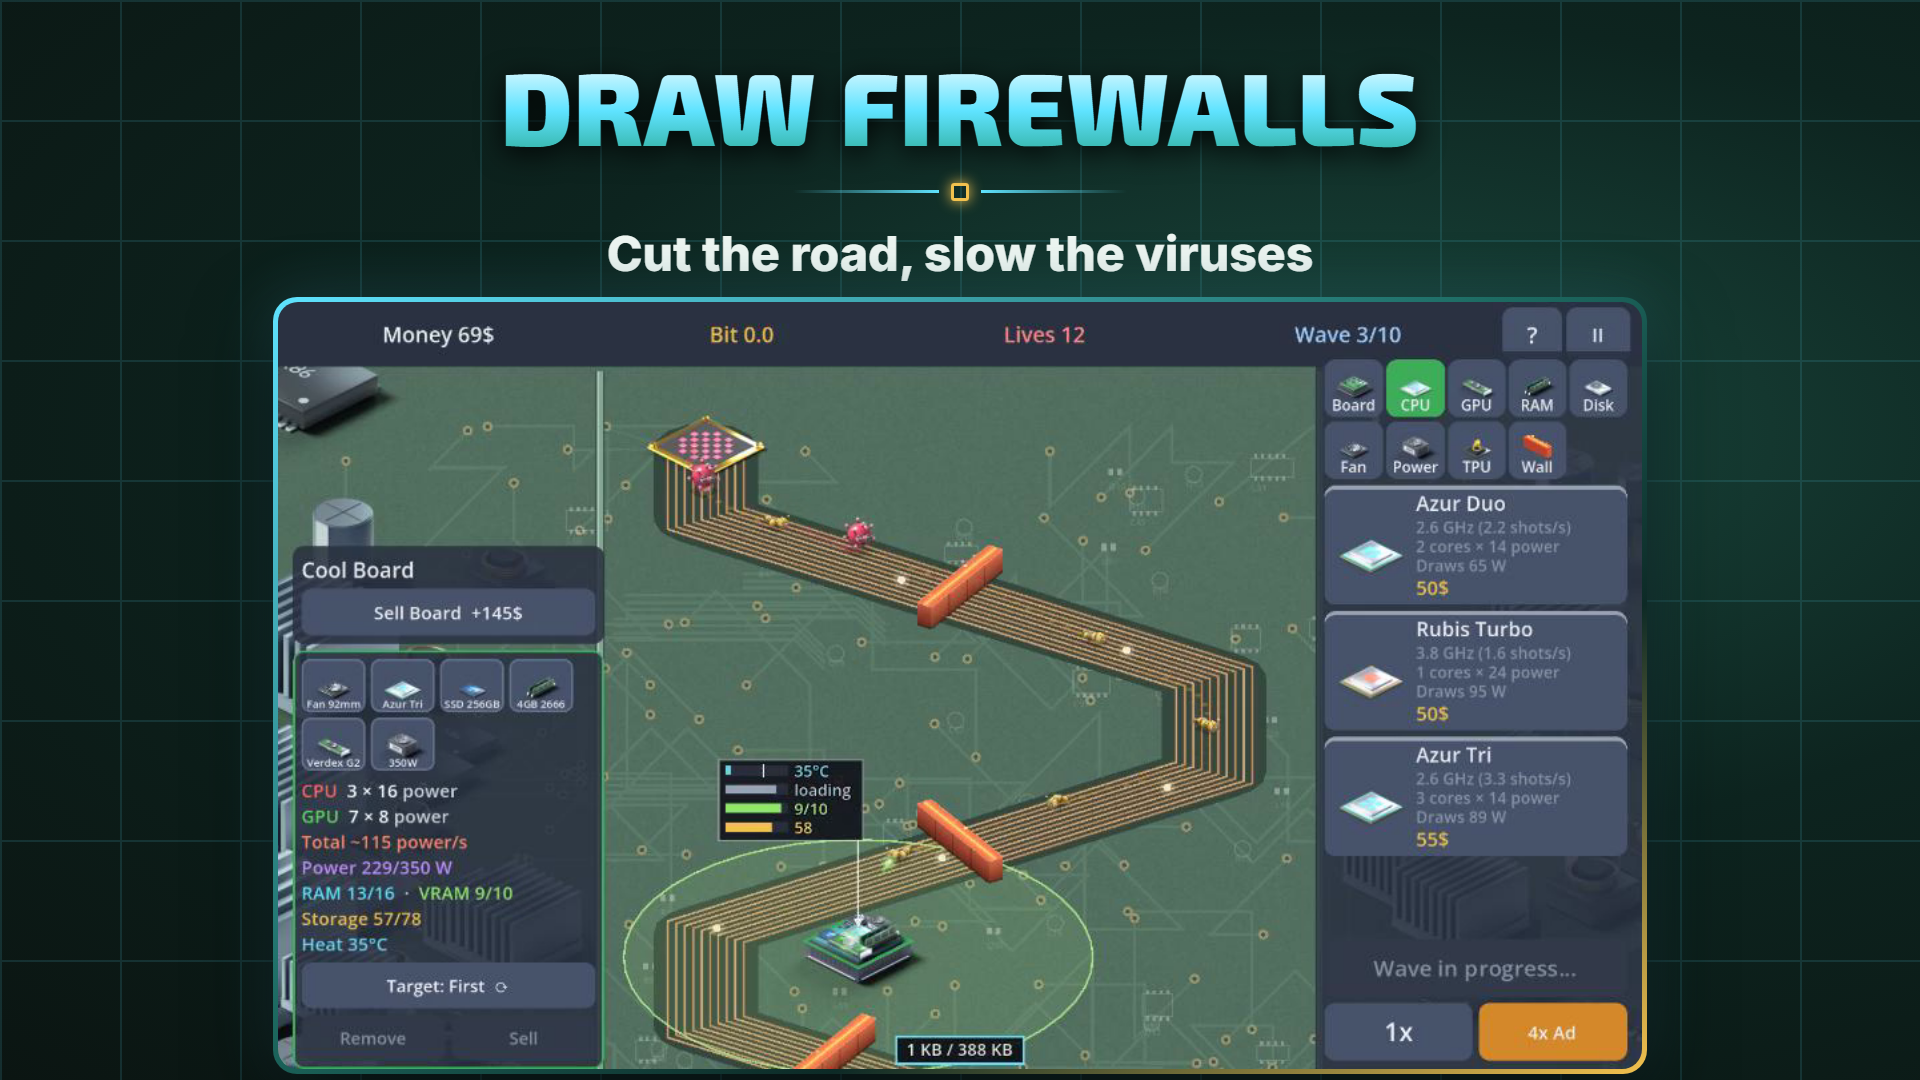 DRAW FIREWALLS
Cut the road, slow the viruses
Money 69$
Bit 0.0
Lives 12
Wave 3/10
?
II
Board
CPU
GPU
RAM
Disk
Fan
Power
TPU
Wall
Azur Duo
2.6 GHz (2.2 shots/s)
2 cores × 14 power
Draws 65 W
50$
Rubis Turbo
3.8 GHz (1.6 shots/s)
1 cores × 24 power
Draws 95 W
50$
Azur Tri
2.6 GHz (3.3 shots/s)
3 cores × 14 power
Draws 89 W
55$
Wave in progress...
1x
4x Ad
Cool Board
Sell Board +145$
Fan 92mm
Azur Tri
SSD 256GB
4GB 2666
Verdex G2
350W
CPU 3 × 16 power
GPU 7 × 8 power
Total ~115 power/s
Power 229/350 W
RAM 13/16 · VRAM 9/10
Storage 57/78
Heat 35°C
Target: First
Remove
Sell
35°C
loading
9/10
58
1 KB / 388 KB